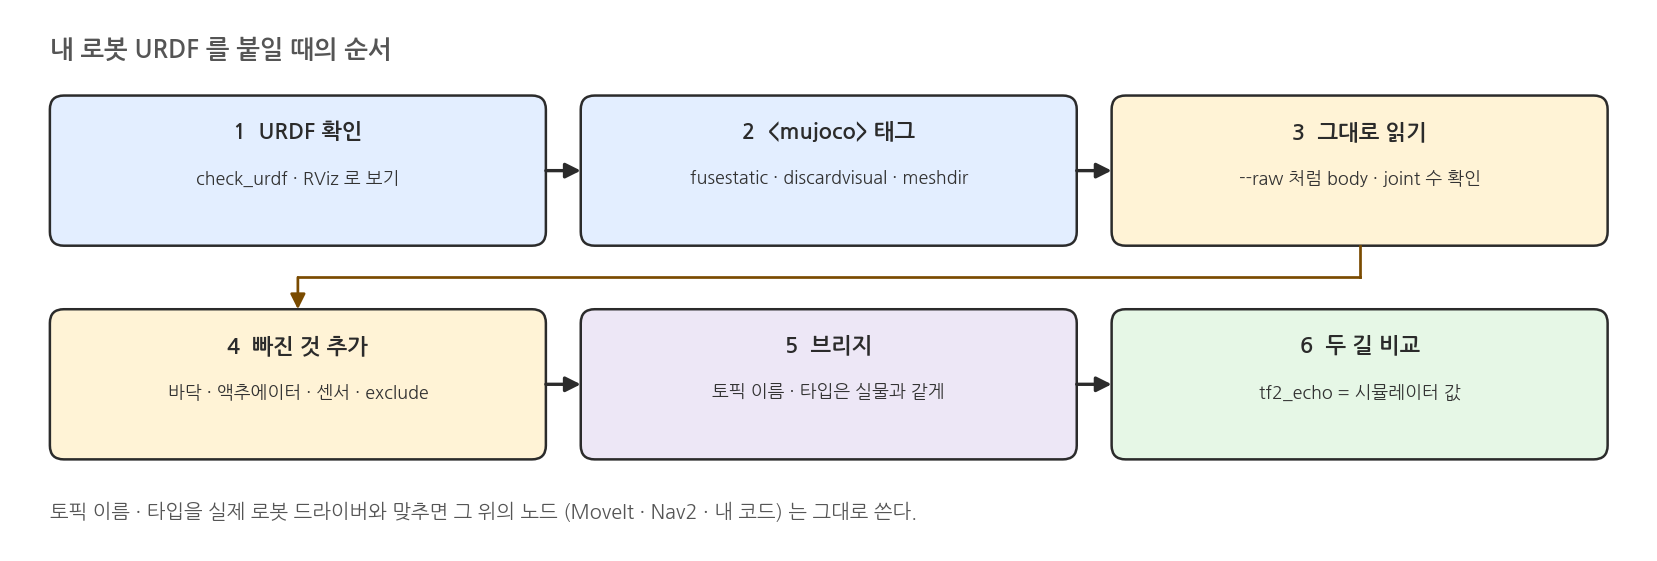 내 로봇 URDF 를 붙일 때의 순서
1 URDF 확인
check_urdf · RViz 로 보기
2 <mujoco> 태그
fusestatic · discardvisual · meshdir
3 그대로 읽기
--raw 처럼 body · joint 수 확인
4 빠진 것 추가
바닥 · 액추에이터 · 센서 · exclude
5 브리지
토픽 이름 · 타입은 실물과 같게
6 두 길 비교
tf2_echo = 시뮬레이터 값
토픽 이름 · 타입을 실제 로봇 드라이버와 맞추면 그 위의 노드 (MoveIt · Nav2 · 내 코드) 는 그대로 쓴다.